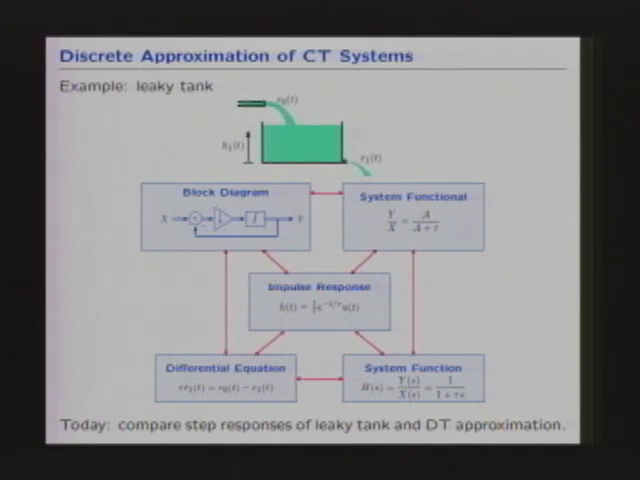 Discrete Approximation of CT Systems
Example: leaky tank
r₀(t)
h₁(t)
r₁(t)
Block Diagram
X + Y
System Functional
Y/X = A/(A + τ)
Impulse Response
h(t) = 1/τ e^(−t/τ) u(t)
Differential Equation
τṙ₁(t) = r₀(t) − r₁(t)
System Function
H(s) = Y(s)/X(s) = 1/(1 + τs)
Today: compare step responses of leaky tank and DT approximation.